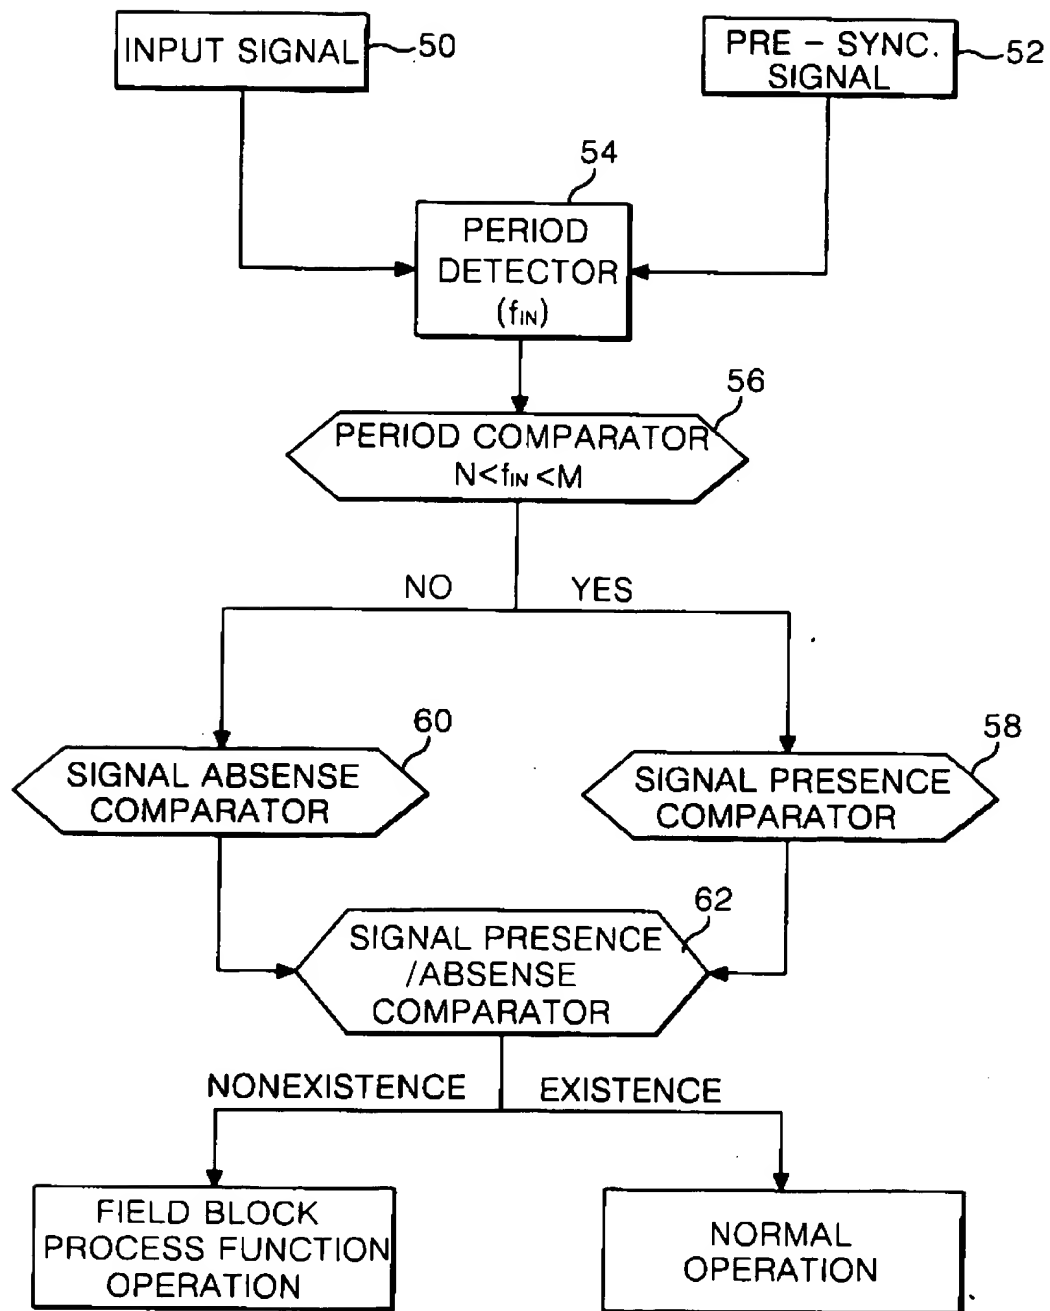 INPUT SIGNAL
50
PRE – SYNC.
SIGNAL
52
54
PERIOD
DETECTOR
(fIN)
56
PERIOD COMPARATOR
N<fIN<M
NO
YES
60
SIGNAL ABSENSE
COMPARATOR
58
SIGNAL PRESENCE
COMPARATOR
62
SIGNAL PRESENCE
/ABSENSE
COMPARATOR
NONEXISTENCE
EXISTENCE
FIELD BLOCK
PROCESS FUNCTION
OPERATION
NORMAL
OPERATION